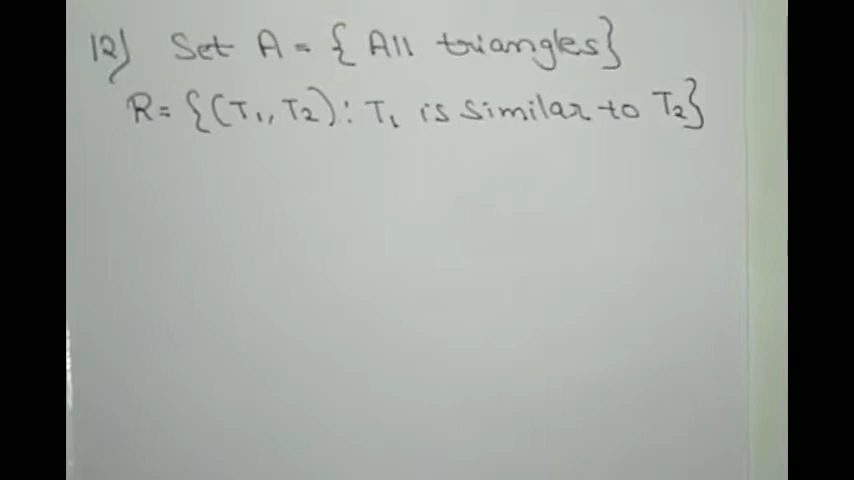 12) Set A = { All triangles}
R = {(T₁, T₂) : T₁ is similar to T₂}